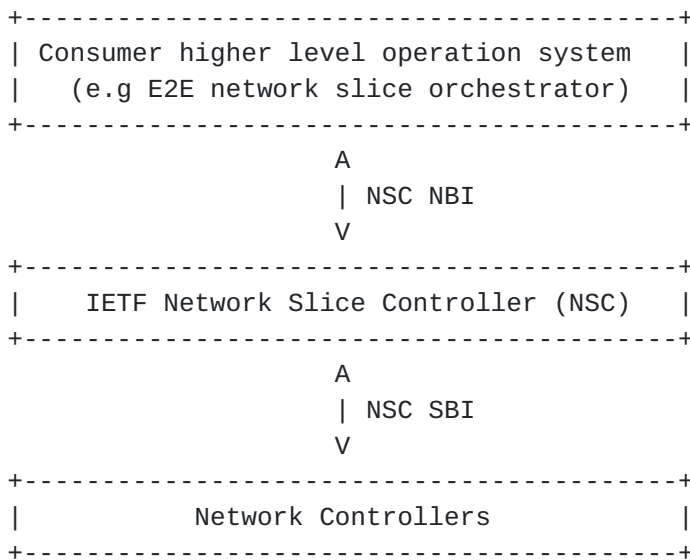 +------------------------------------------+
| Consumer higher level operation system   |
|   (e.g E2E network slice orchestrator)   |
+------------------------------------------+
                     A
                     | NSC NBI
                     V
+------------------------------------------+
|    IETF Network Slice Controller (NSC)   |
+------------------------------------------+
                     A
                     | NSC SBI
                     V
+------------------------------------------+
|           Network Controllers            |
+------------------------------------------+